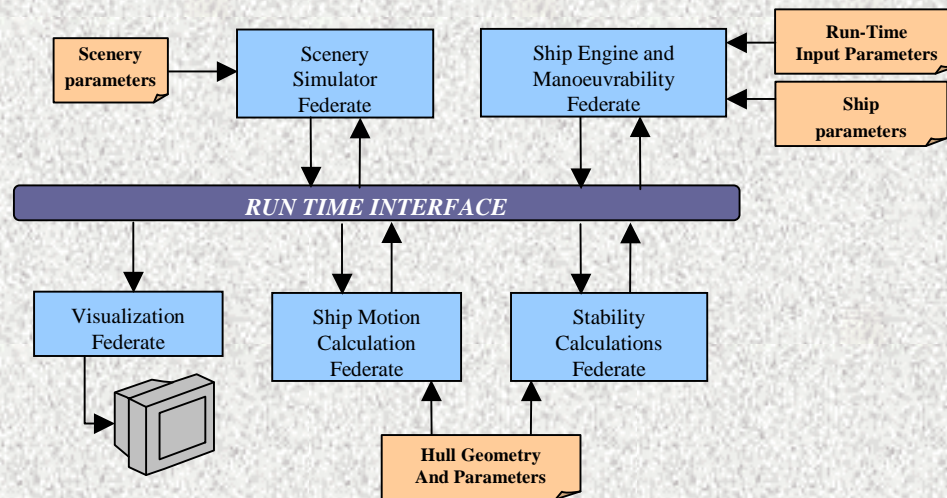 Scenery
parameters
Scenery
Simulator
Federate
Ship Engine and
Manoeuvrability
Federate
Run-Time
Input Parameters
Ship
parameters
RUN TIME INTERFACE
Visualization
Federate
Ship Motion
Calculation
Federate
Stability
Calculations
Federate
Hull Geometry
And Parameters